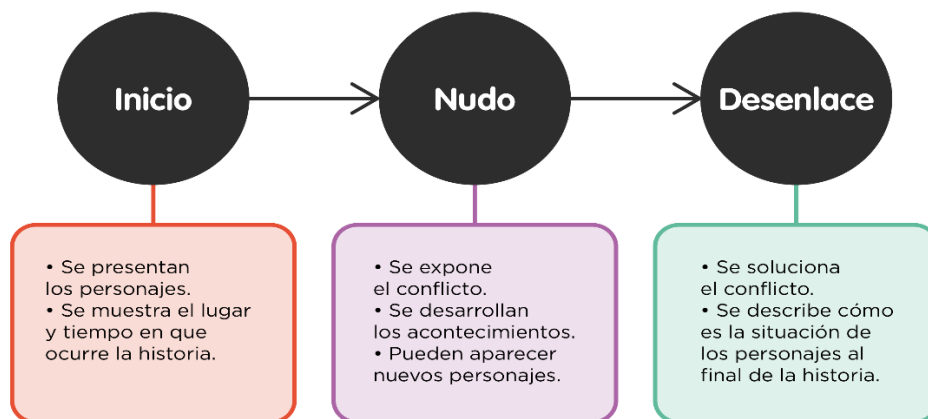 Inicio
Nudo
Desenlace
• Se presentan
los personajes.
• Se muestra el lugar
y tiempo en que
ocurre la historia.
• Se expone
el conflicto.
• Se desarrollan
los acontecimientos.
• Pueden aparecer
nuevos personajes.
• Se soluciona
el conflicto.
• Se describe cómo
es la situación de
los personajes al
final de la historia.